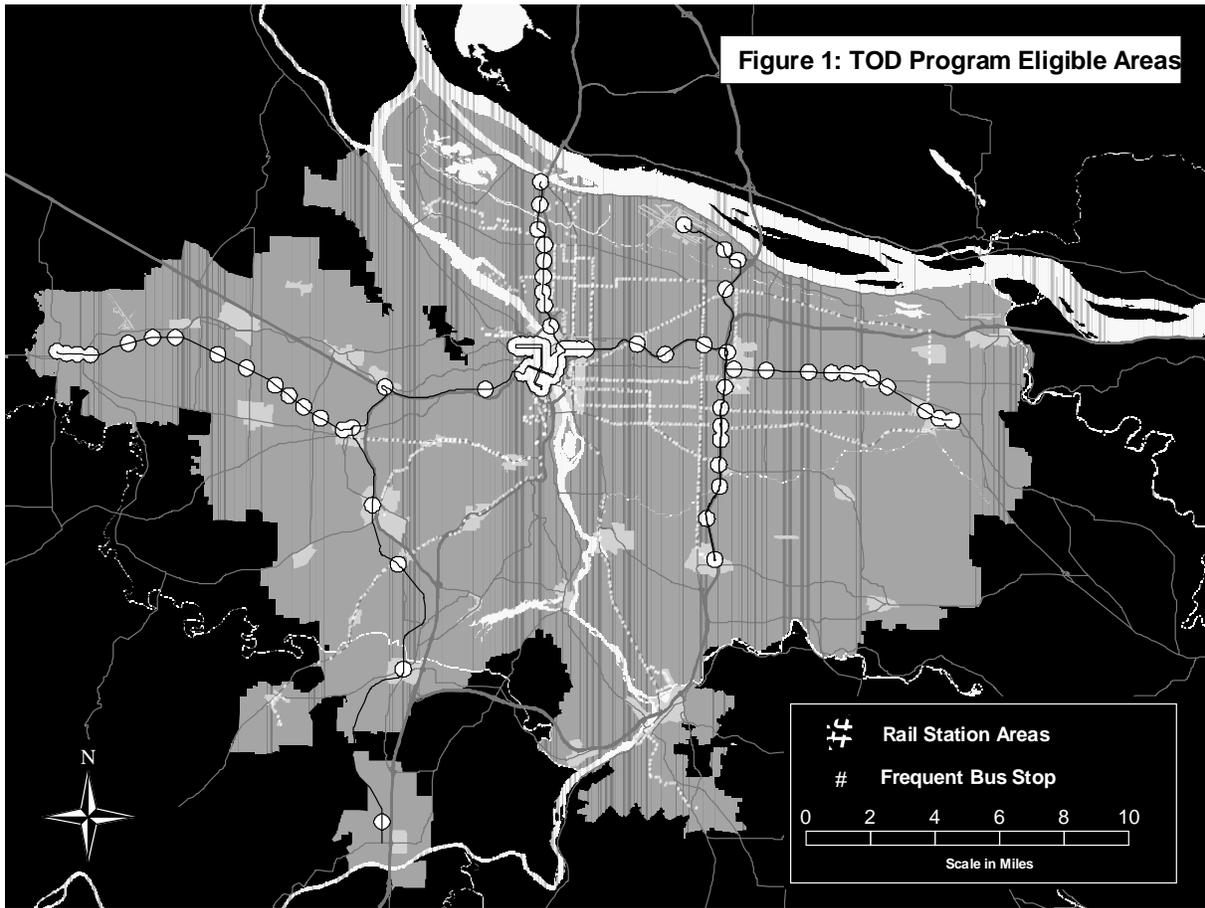 Figure 1: TOD Program Eligible Areas
N
Rail Station Areas
# Frequent Bus Stop
0 2 4 6 8 10
Scale in Miles